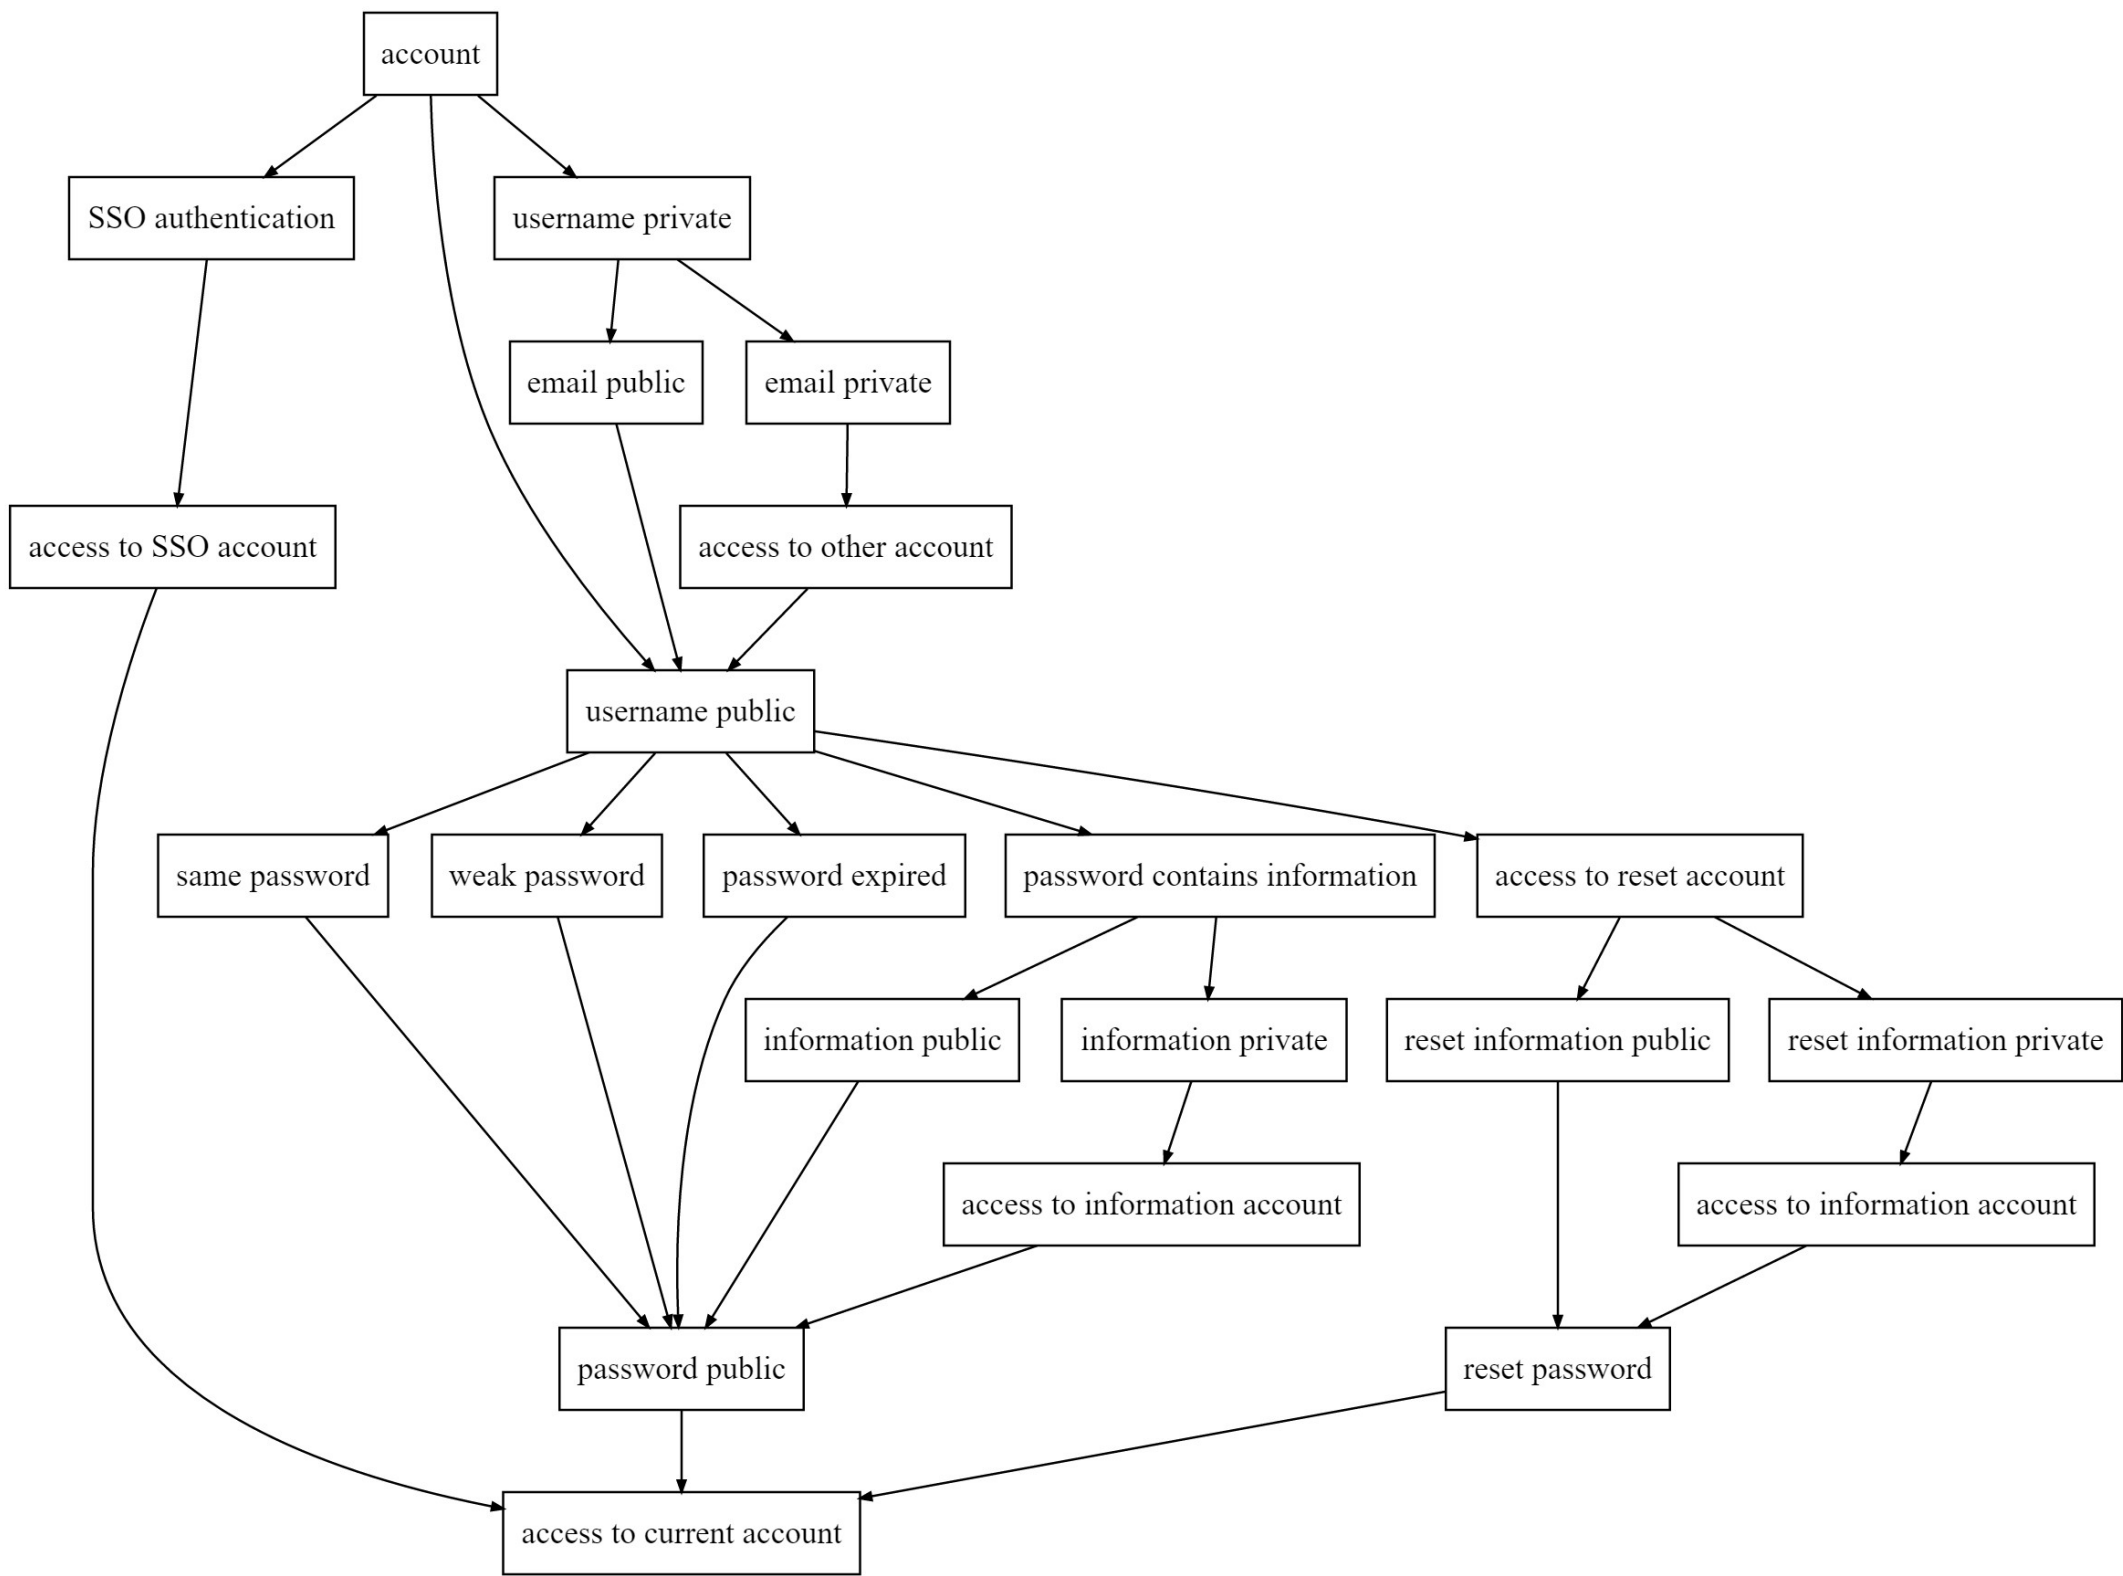 account
SSO authentication
username private
email public
email private
access to SSO account
access to other account
username public
same password
weak password
password expired
password contains information
access to reset account
information public
information private
reset information public
reset information private
access to information account
access to information account
password public
reset password
access to current account